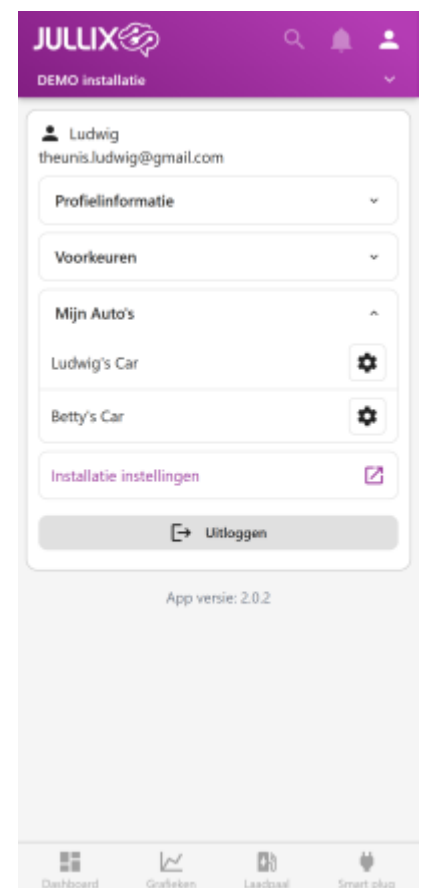 JULLIX
DEMO installatie
Ludwig
theunis.ludwig@gmail.com
Profielinformatie
Voorkeuren
Mijn Auto's
Ludwig's Car
Betty's Car
Installatie instellingen
Uitloggen
App versie: 2.0.2
Dashboard Grafieken Laadpaal Smart plug